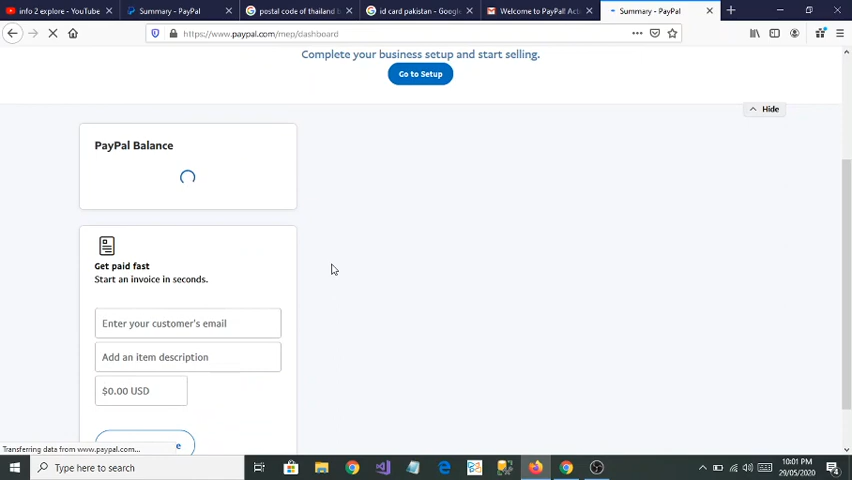 info 2 explore - YouTube
Summary - PayPal
postal code of thailand b
id card pakistan - Google
Welcome to PayPal! Acti
Summary - PayPal
https://www.paypal.com/mep/dashboard
Complete your business setup and start selling.
Go to Setup
Hide
PayPal Balance
Get paid fast
Start an invoice in seconds.
Enter your customer's email
Add an item description
$0.00 USD
e
Transferring data from www.paypal.com...
Type here to search
10:01 PM
29/05/2020
4